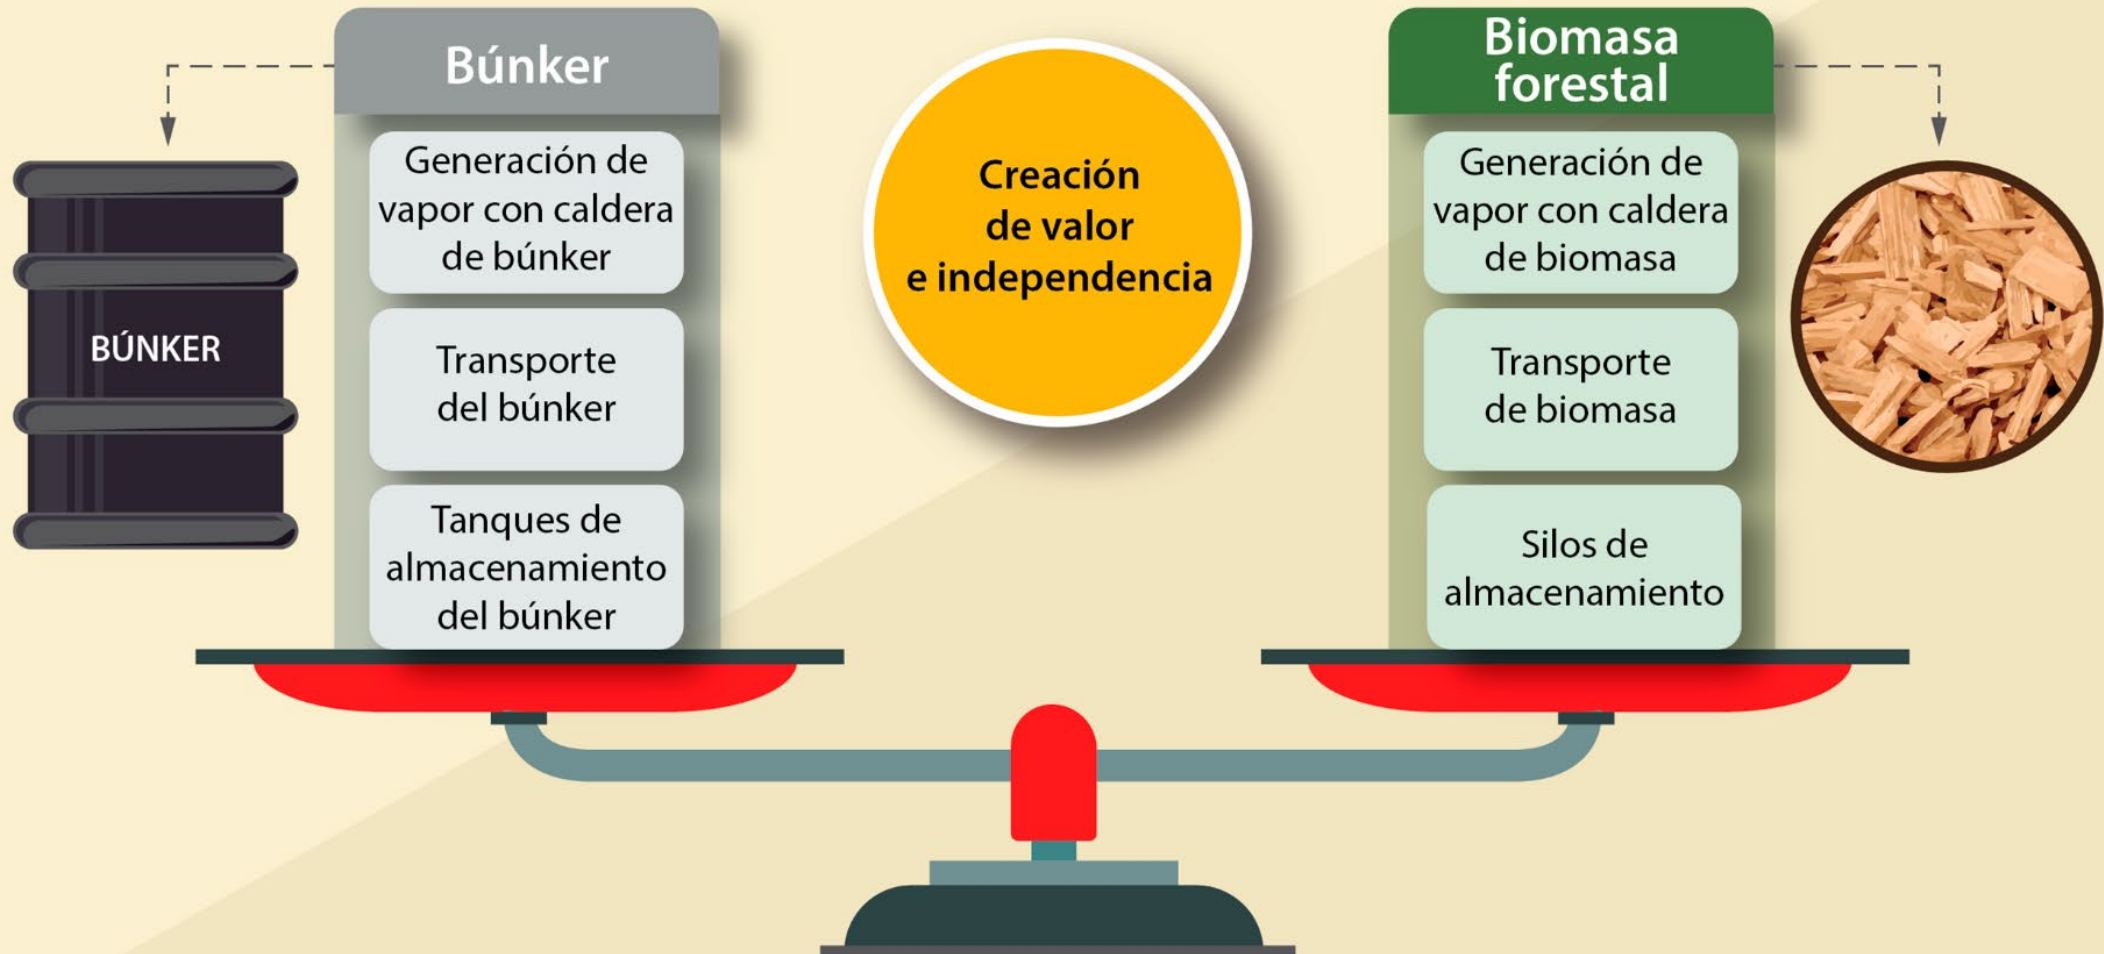 Búnker
Generación de
vapor con caldera
de búnker
Transporte
del búnker
Tanques de
almacenamiento
del búnker
BÚNKER
Creación
de valor
e independencia
Biomasa
forestal
Generación de
vapor con caldera
de biomasa
Transporte
de biomasa
Silos de
almacenamiento